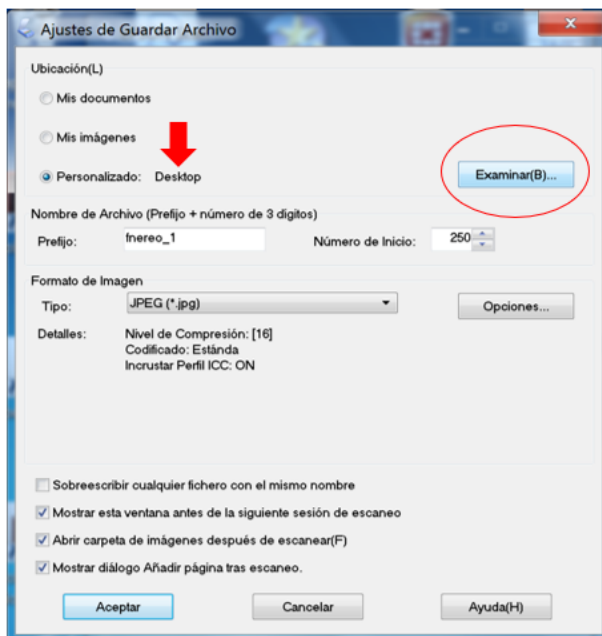 Ajustes de Guardar Archivo
Ubicación(L)
Mis documentos
Mis imágenes
Personalizado: Desktop
Examinar(B)...
Nombre de Archivo (Prefijo + número de 3 dígitos)
Prefijo: fnereo_1 Número de Inicio: 250
Formato de Imagen
Tipo: JPEG (*.jpg) Opciones...
Detalles: Nivel de Compresión: [16]
Codificado: Estánda
Incrustar Perfil ICC: ON
Sobreescribir cualquier fichero con el mismo nombre
Mostrar esta ventana antes de la siguiente sesión de escaneo
Abrir carpeta de imágenes después de escanear(F)
Mostrar diálogo Añadir página tras escaneo.
Aceptar Cancelar Ayuda(H)